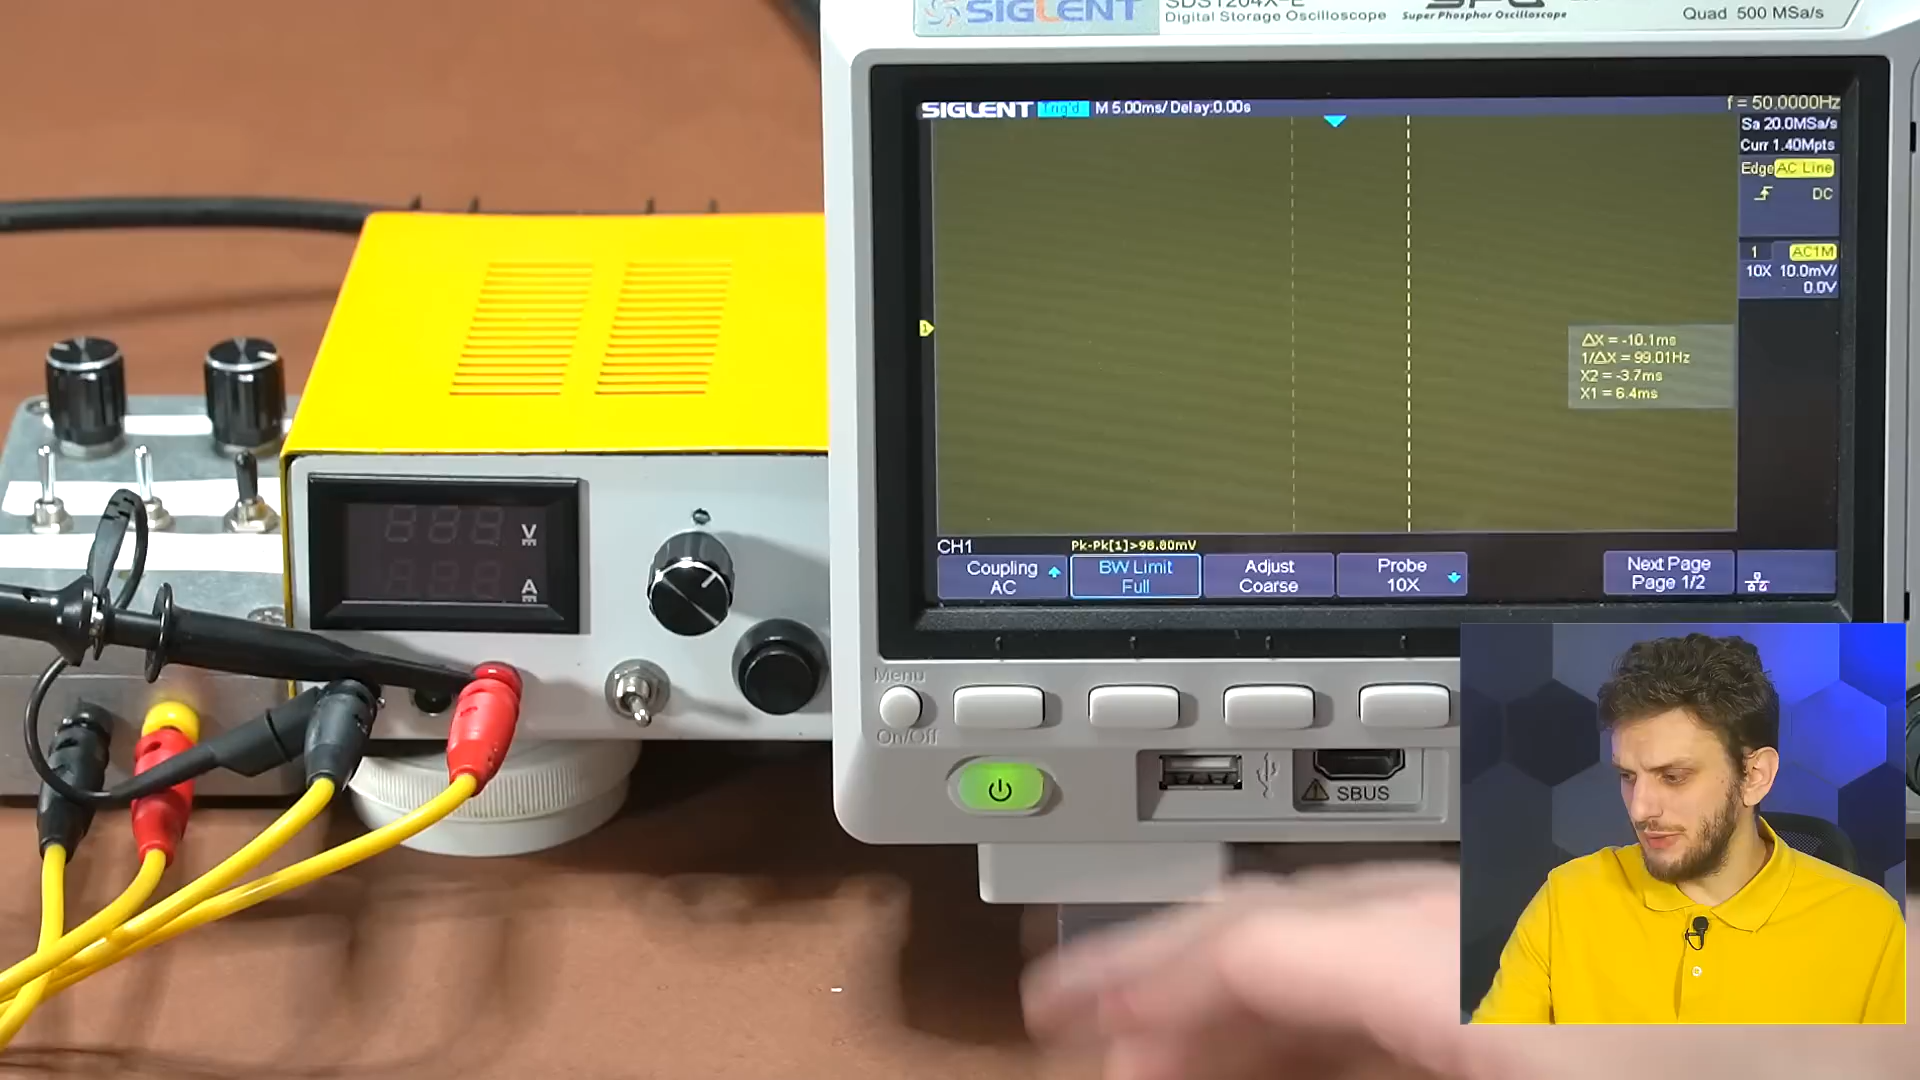 SIGLENT
SDS1204X-E
Digital Storage Oscilloscope
Super Phosphor Oscilloscope
Quad 500 MSa/s
SIGLENT Trig'd M 5.00ms/ Delay:0.00s
f = 50.0000Hz
Sa 20.0MSa/s
Curr 1.40Mpts
Edge AC Line
DC
1 AC1M
10X 10.0mV/
0.0V
1
ΔX = -10.1ms
1/ΔX = 99.01Hz
X2 = -3.7ms
X1 = 6.4ms
CH1
Pk-Pk[1]>98.80mV
Coupling
AC
BW Limit
Full
Adjust
Coarse
Probe
10X
Next Page
Page 1/2
V
A
Menu
On/Off
SBUS